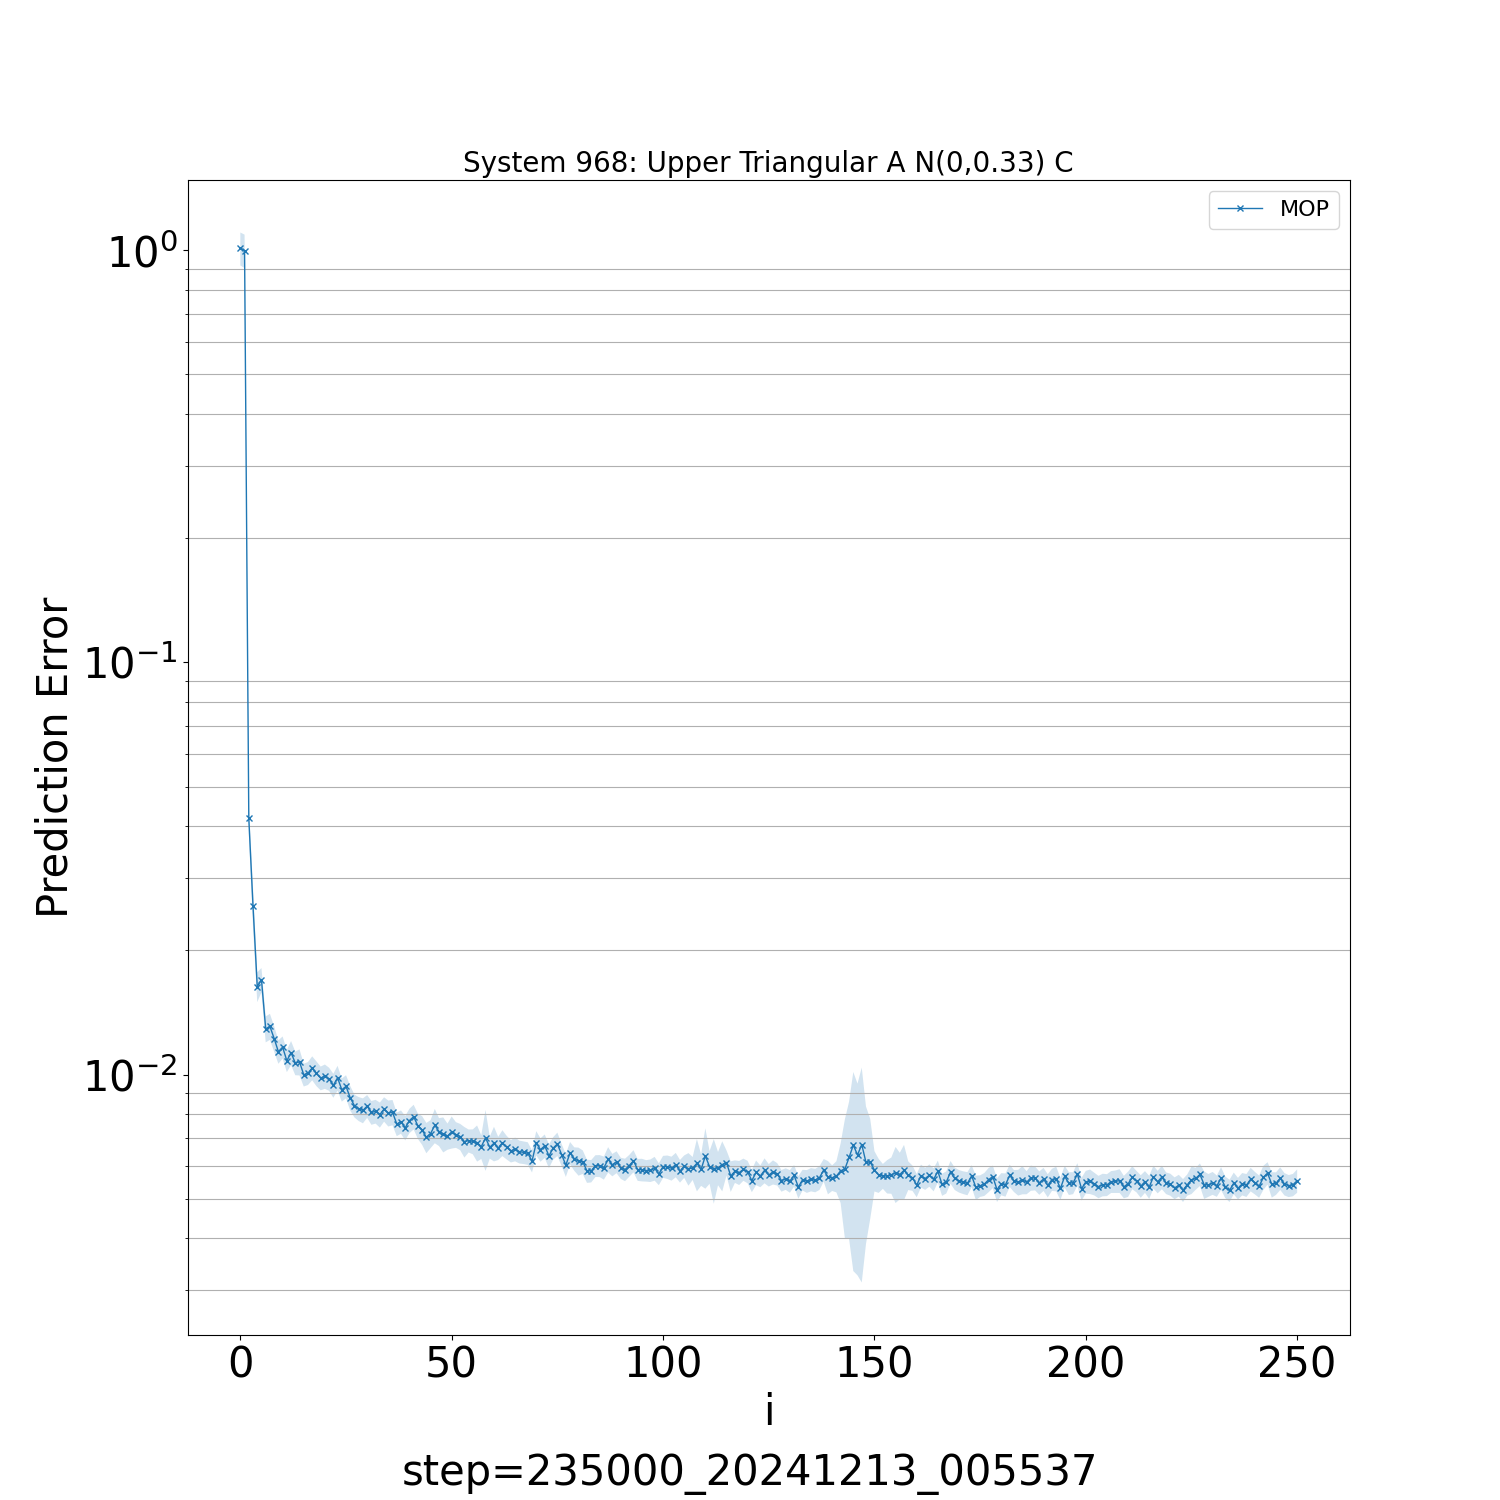 System 968: Upper Triangular A N(0,0.33) C
MOP
10⁰
10⁻¹
10⁻²
Prediction Error
0 50 100 150 200 250
i
step=235000_20241213_005537